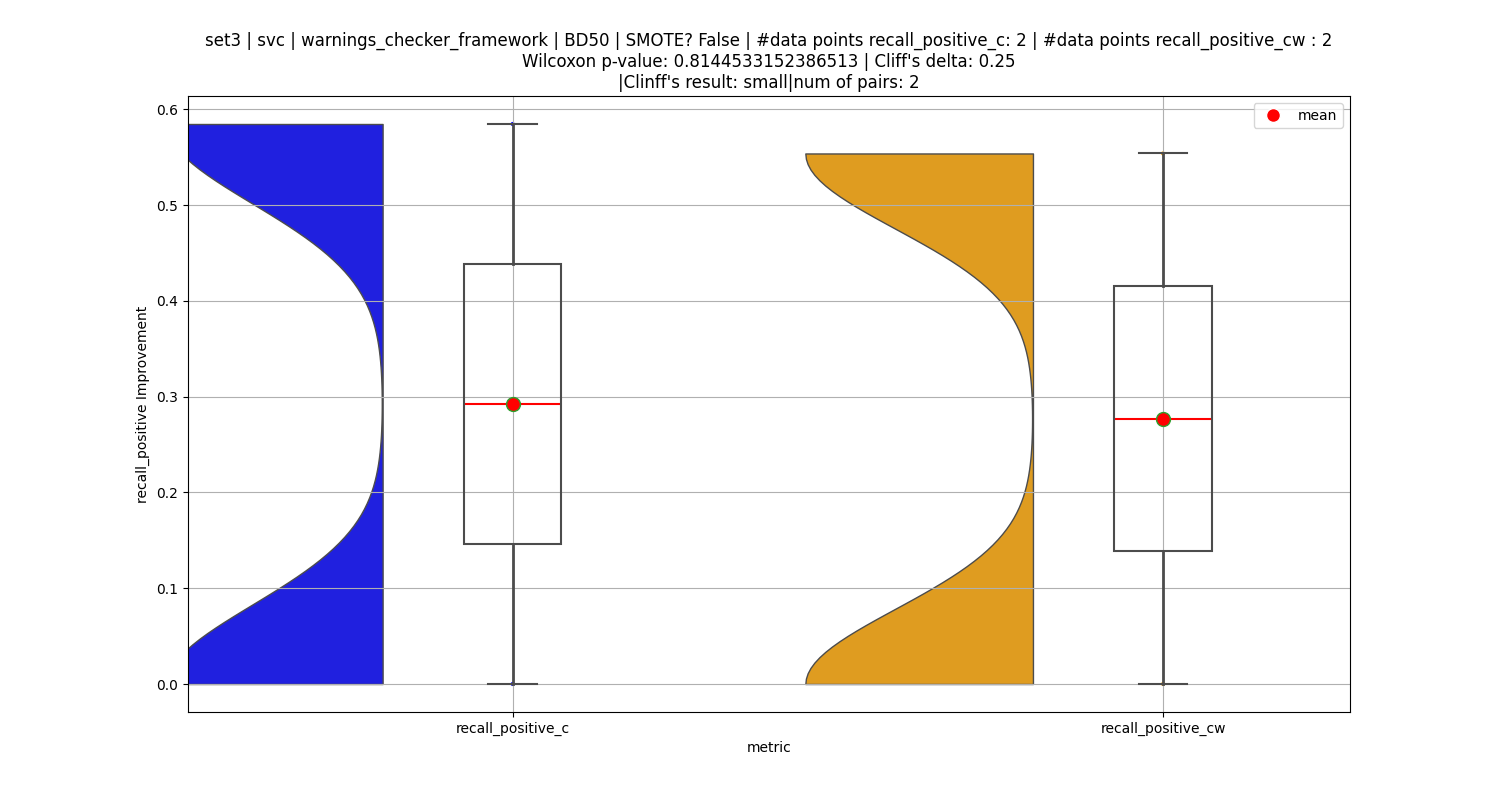 set3 | svc | warnings_checker_framework | BD50 | SMOTE? False | #data points recall_positive_c: 2 | #data points recall_positive_cw : 2
Wilcoxon p-value: 0.8144533152386513 | Cliff's delta: 0.25
|Clinff's result: small|num of pairs: 2
mean
recall_positive Improvement
0.6
0.5
0.4
0.3
0.2
0.1
0.0
recall_positive_c
recall_positive_cw
metric